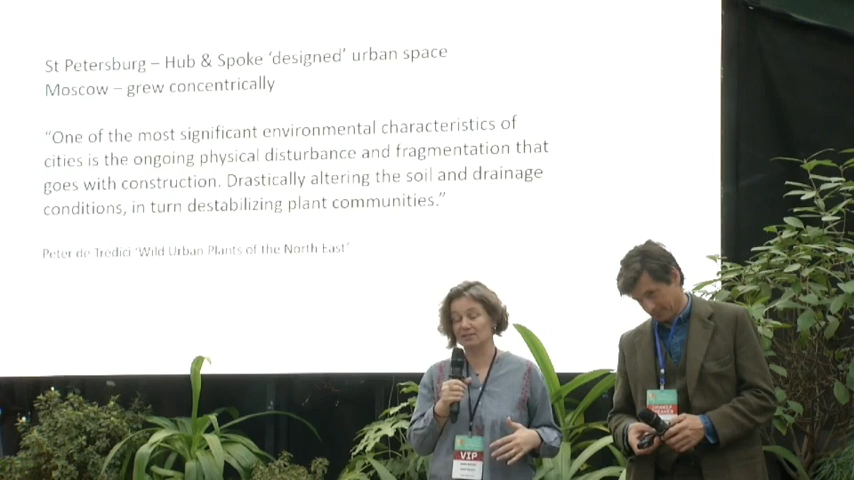 St Petersburg – Hub & Spoke ‘designed’ urban space
Moscow – grew concentrically
“One of the most significant environmental characteristics of
cities is the ongoing physical disturbance and fragmentation that
goes with construction. Drastically altering the soil and drainage
conditions, in turn destabilizing plant communities.”
Peter de Tredici ‘Wild Urban Plants of the North East’
VIP
SPEAKER